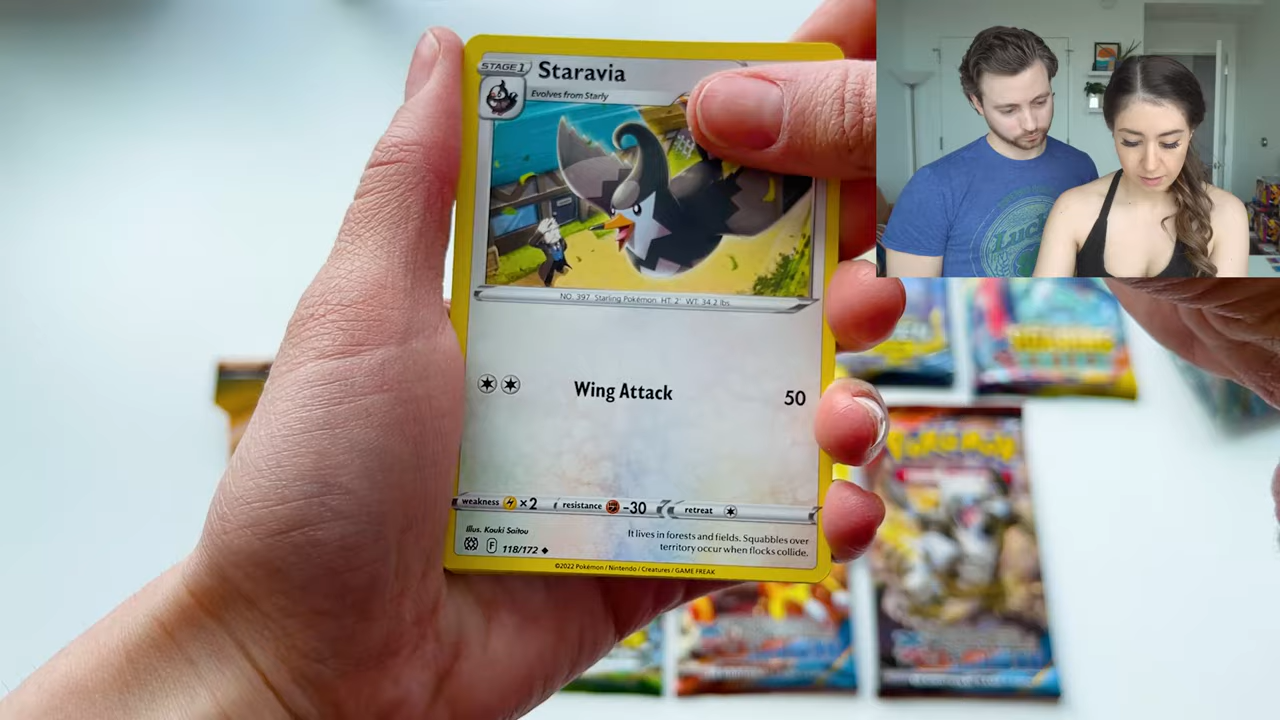 STAGE 1
Staravia
Evolves from Starly
NO. 397 Starling Pokémon HT: 2' WT: 34.2 lbs.
Wing Attack 50
weakness ×2 resistance -30 retreat
Illus. Kouki Saitou
It lives in forests and fields. Squabbles over
territory occur when flocks collide.
F 118/172
©2022 Pokémon / Nintendo / Creatures / GAME FREAK
POKÉMON